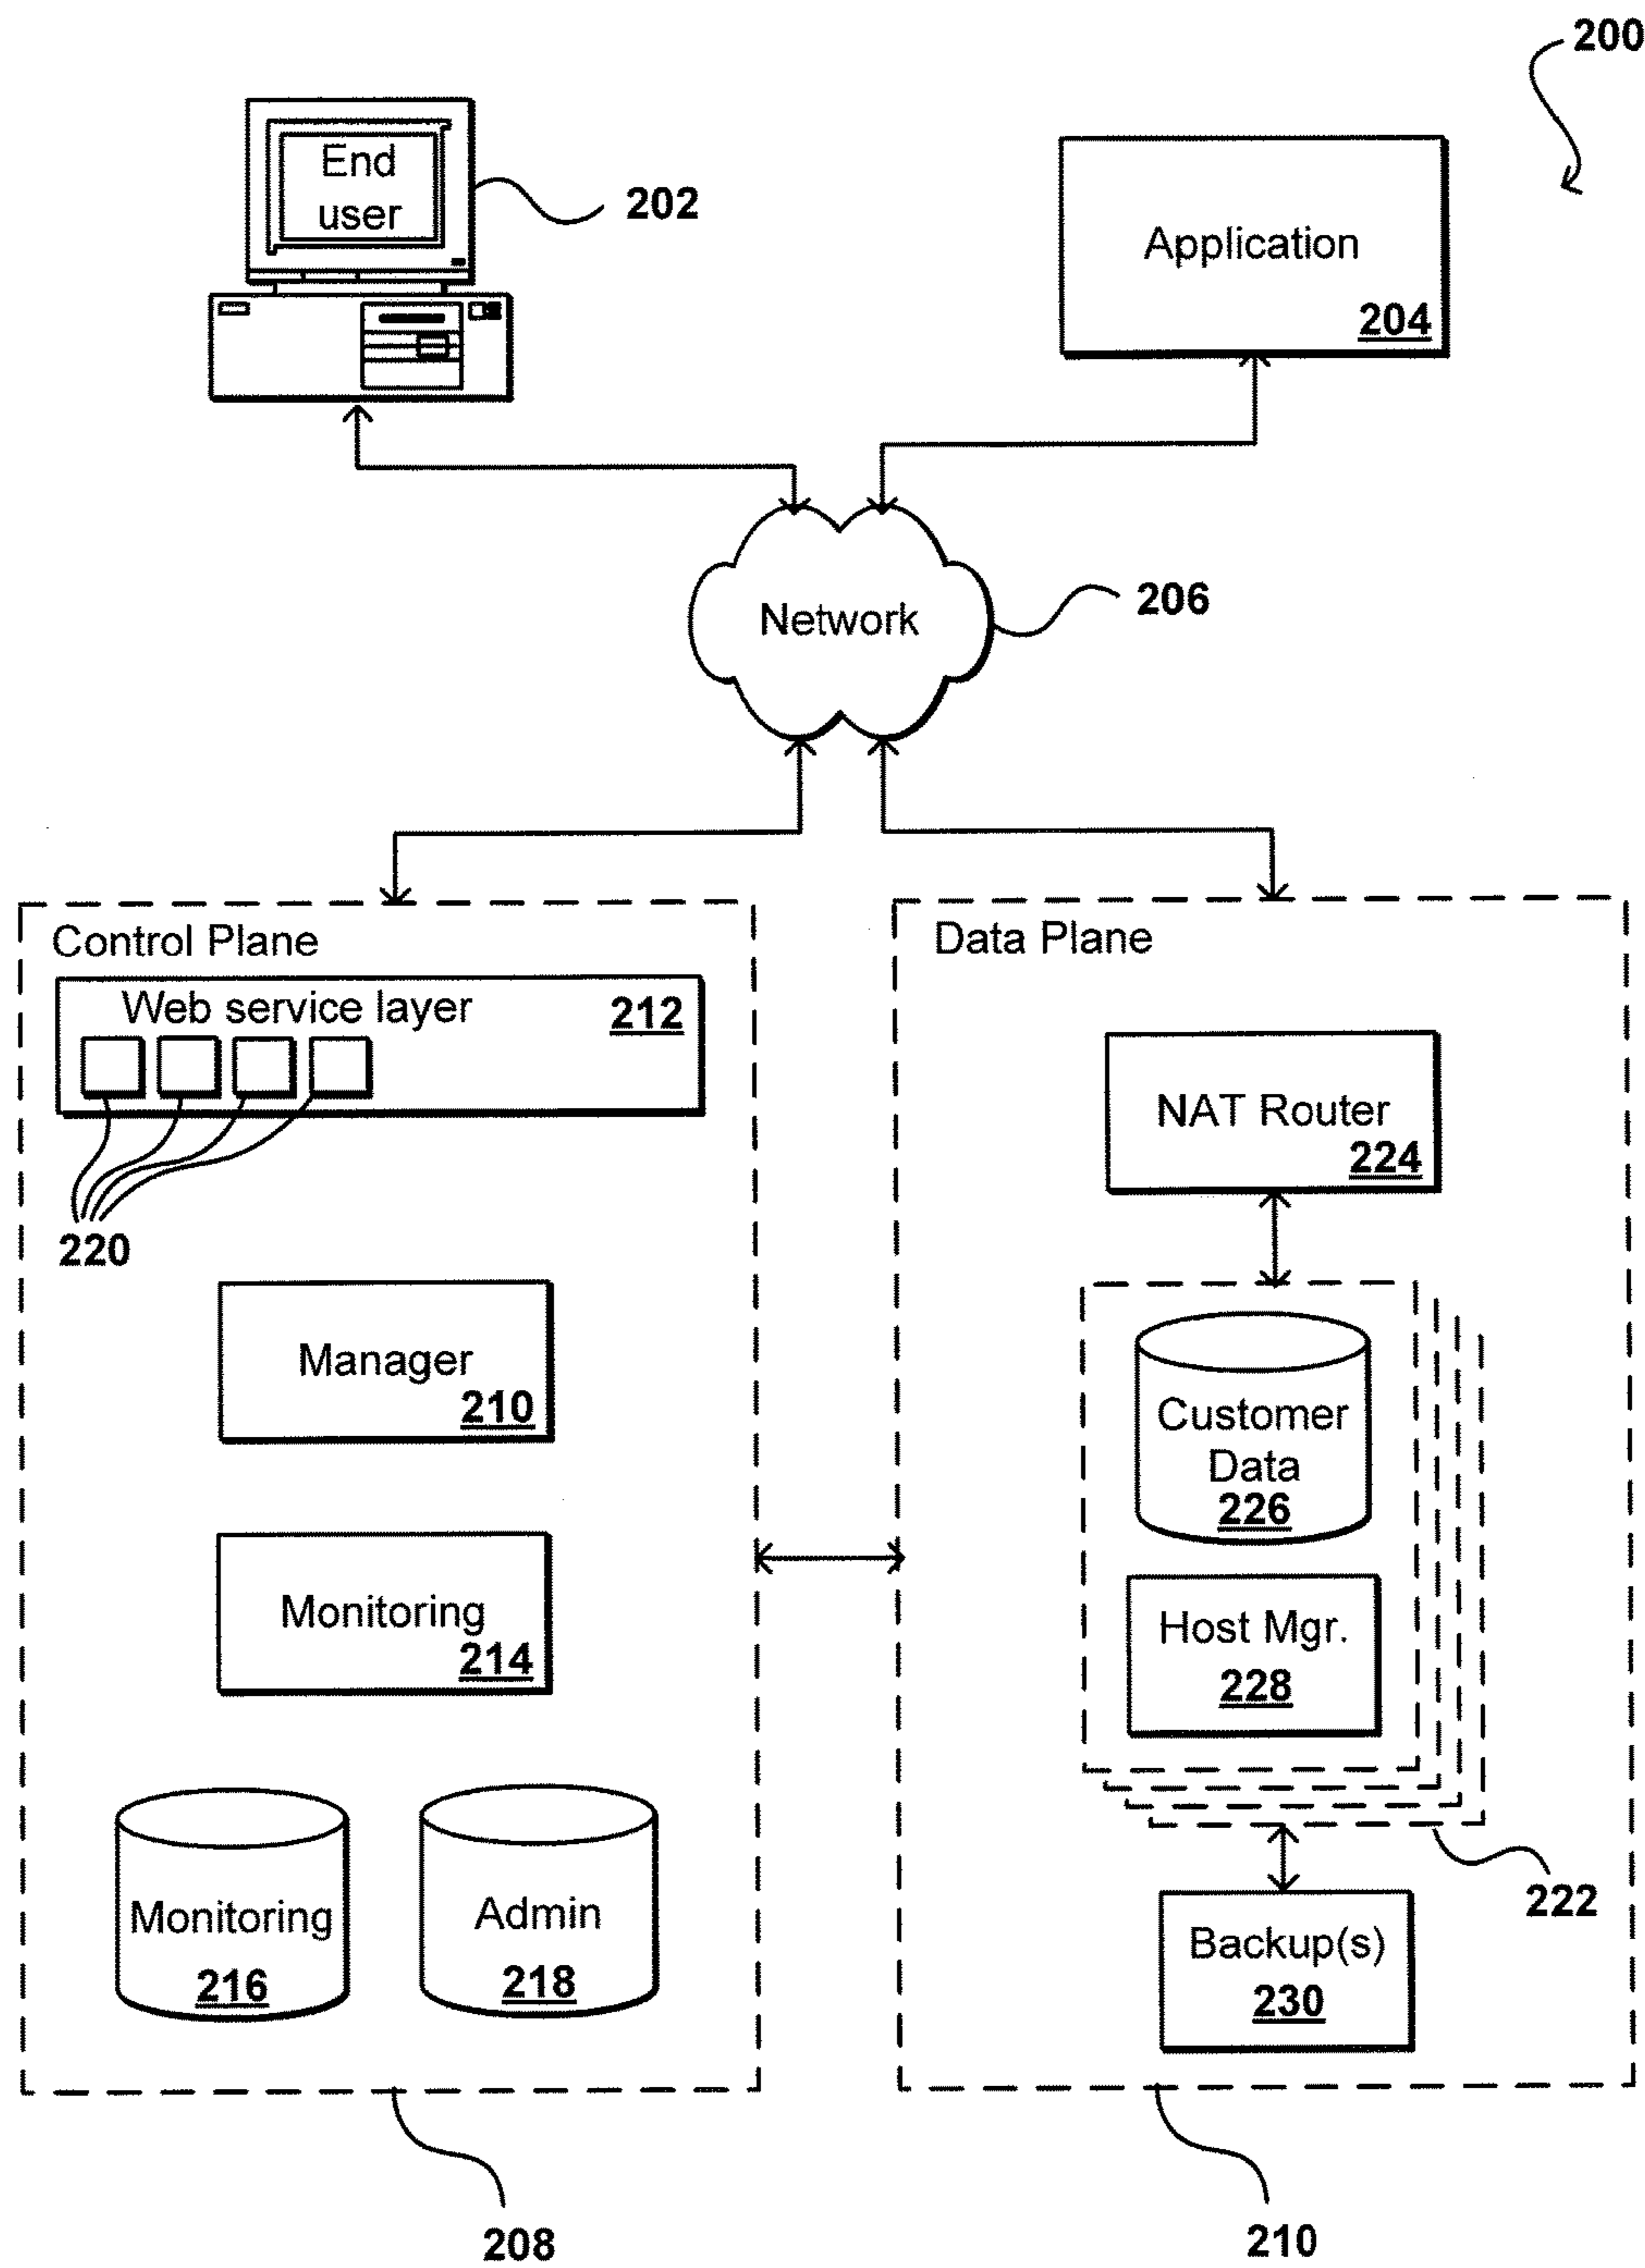 200
End
user
202
Application
204
Network
206
Control Plane
Web service layer
212
220
Manager
210
Monitoring
214
Monitoring
216
Admin
218
208
Data Plane
NAT Router
224
Customer
Data
226
Host Mgr.
228
222
Backup(s)
230
210